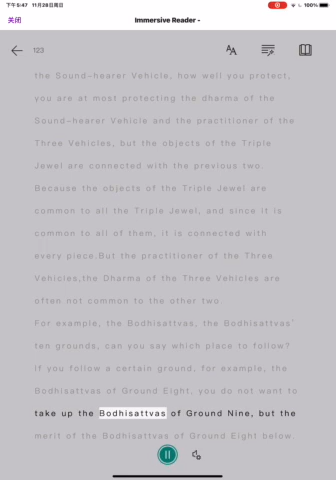 下午5:47 11月28日周日
100%
关闭
Immersive Reader -
123
AA
the Sound-hearer Vehicle, how well you protect,
you are at most protecting the dharma of the
Sound-hearer Vehicle and the practitioner of the
Three Vehicles, but the objects of the Triple
Jewel are connected with the previous two.
Because the objects of the Triple Jewel are
common to all the Triple Jewel, and since it is
common to all of them, it is connected with
every piece.But the practitioner of the Three
Vehicles,the Dharma of the Three Vehicles are
often not common to the other two.
For example, the Bodhisattvas, the Bodhisattvas'
ten grounds, can you say which place to follow?
If you follow a certain ground, for example, the
Bodhisattvas of Ground Eight, you do not want to
take up the Bodhisattvas of Ground Nine, but the
merit of the Bodhisattvas of Ground Eight below